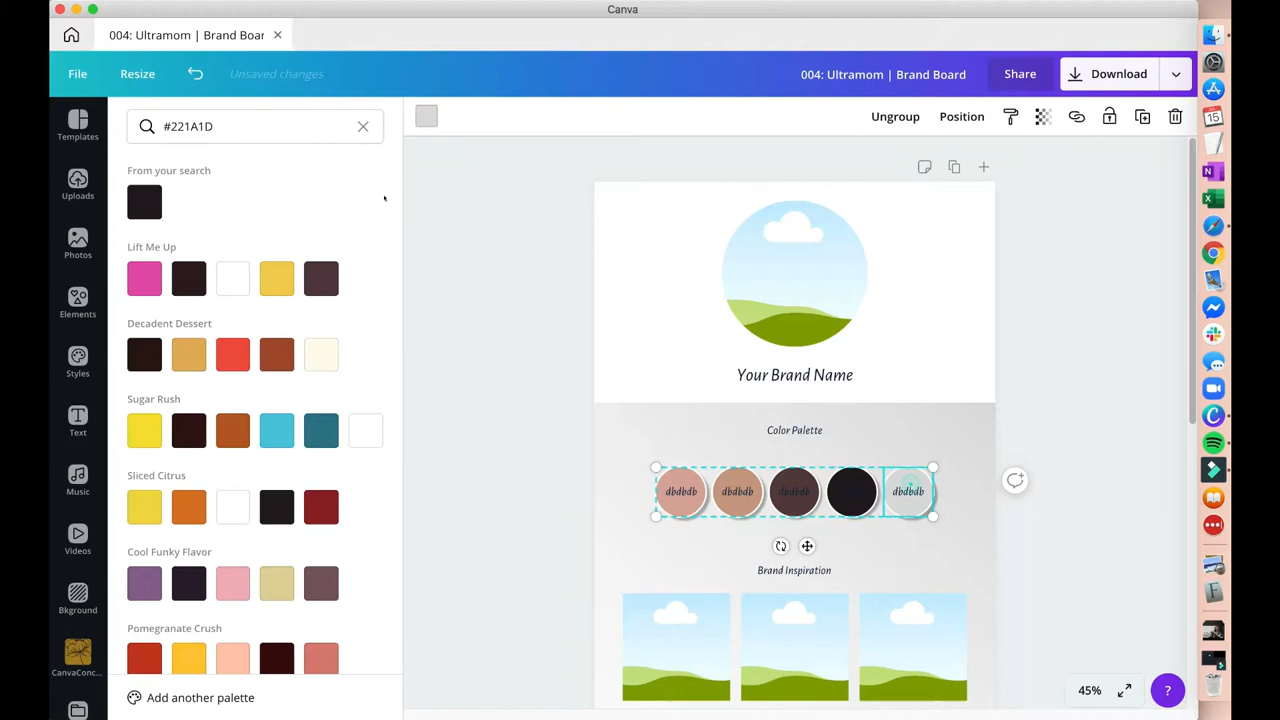 Canva
004: Ultramom | Brand Boar
File
Resize
Unsaved changes
004: Ultramom | Brand Board
Share
Download
Templates
Uploads
Photos
Elements
Styles
Text
Music
Videos
Bkground
CanvaConc...
#221A1D
From your search
Lift Me Up
Decadent Dessert
Sugar Rush
Sliced Citrus
Cool Funky Flavor
Pomegranate Crush
Add another palette
Ungroup
Position
Your Brand Name
Color Palette
dbdbdb
dbdbdb
dbdbdb
dbdbdb
Brand Inspiration
45%
?
15